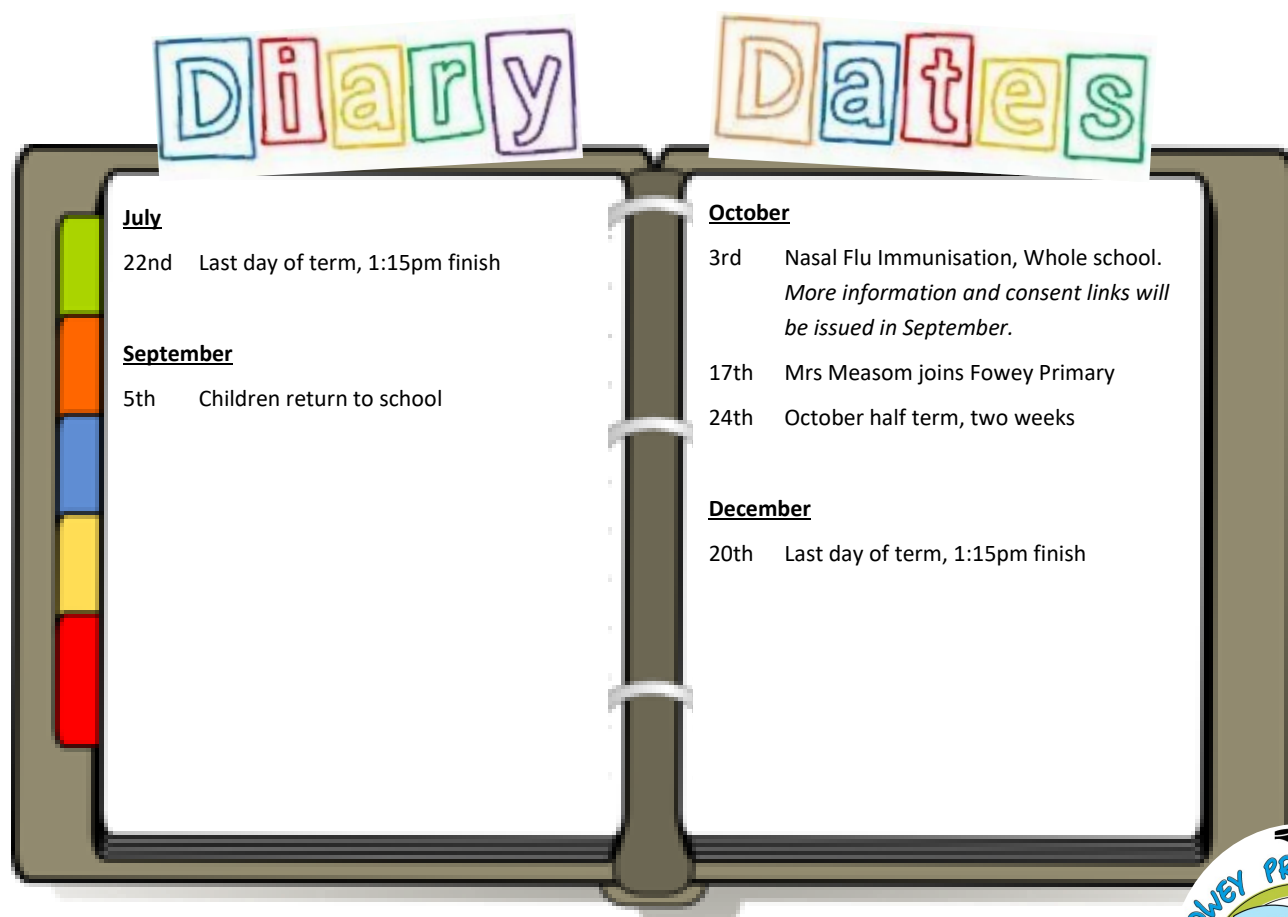 Diary Dates
July
22nd Last day of term, 1:15pm finish
September
5th Children return to school
October
3rd Nasal Flu Immunisation, Whole school.
More information and consent links will
be issued in September.
17th Mrs Measom joins Fowey Primary
24th October half term, two weeks
December
20th Last day of term, 1:15pm finish